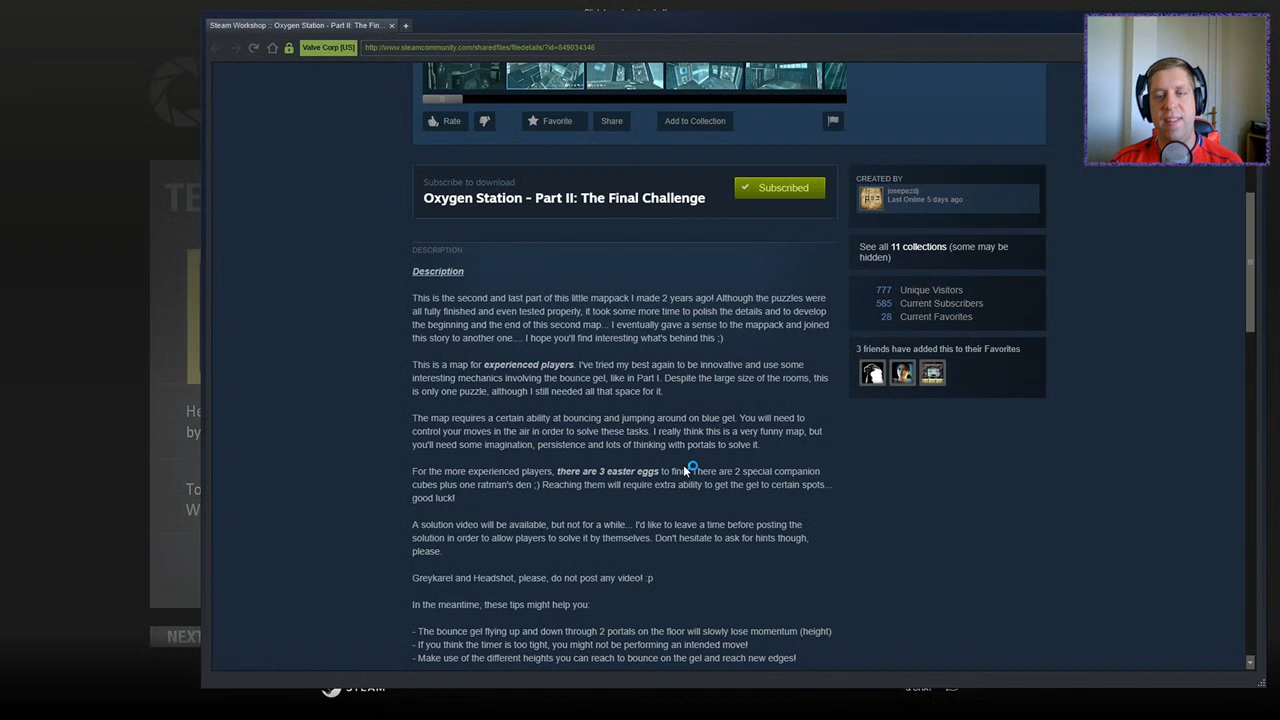 Steam Workshop :: Oxygen Station - Part II: The Fin...
Valve Corp [US]
http://www.steamcommunity.com/sharedfiles/filedetails/?id=849034346
Rate
Favorite
Share
Add to Collection
Subscribe to download
Oxygen Station - Part II: The Final Challenge
Subscribed
CREATED BY
josepezdj
Last Online 5 days ago
See all 11 collections (some may be
hidden)
777 Unique Visitors
585 Current Subscribers
28 Current Favorites
3 friends have added this to their Favorites
DESCRIPTION
Description
This is the second and last part of this little mappack I made 2 years ago! Although the puzzles were
all fully finished and even tested properly, it took some more time to polish the details and to develop
the beginning and the end of this second map... I eventually gave a sense to the mappack and joined
this story to another one.... I hope you'll find interesting what's behind this ;)
This is a map for experienced players. I've tried my best again to be innovative and use some
interesting mechanics involving the bounce gel, like in Part I. Despite the large size of the rooms, this
is only one puzzle, although I still needed all that space for it.
The map requires a certain ability at bouncing and jumping around on blue gel. You will need to
control your moves in the air in order to solve these tasks. I really think this is a very funny map, but
you'll need some imagination, persistence and lots of thinking with portals to solve it.
For the more experienced players, there are 3 easter eggs to find. There are 2 special companion
cubes plus one ratman's den ;) Reaching them will require extra ability to get the gel to certain spots...
good luck!
A solution video will be available, but not for a while... I'd like to leave a time before posting the
solution in order to allow players to solve it by themselves. Don't hesitate to ask for hints though,
please.
Greykarel and Headshot, please, do not post any video! :p
In the meantime, these tips might help you:
- The bounce gel flying up and down through 2 portals on the floor will slowly lose momentum (height)
- If you think the timer is too tight, you might not be performing an intended move!
- Make use of the different heights you can reach to bounce on the gel and reach new edges!
TE
He
by
To
W
NEXT
STEAM